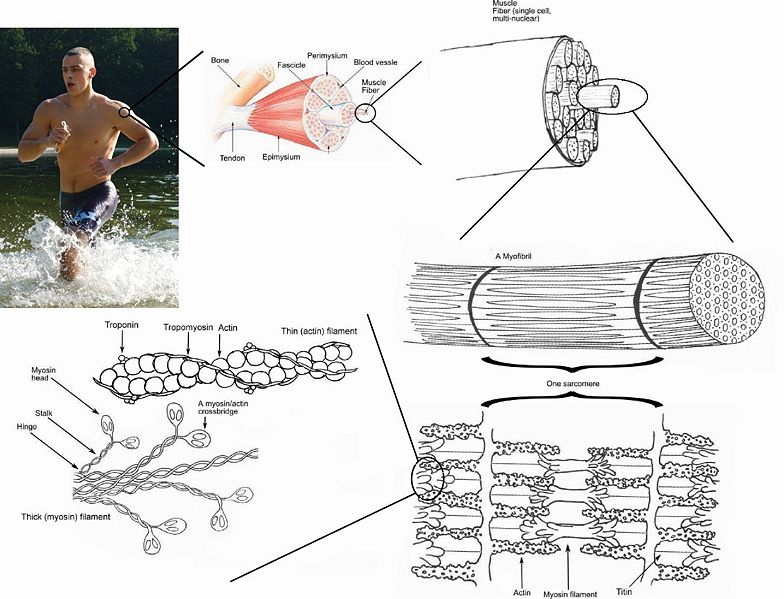 Muscle
Fiber (single cell,
multi-nuclear)
Perimysium
Bone
Fascicle
Blood vessle
Muscle
Fiber
Tendon
Epimysium
A Myofibril
One sarcomere
Troponin
Tropomyosin
Actin
Thin (actin) filament
Myosin
head
A myosin/actin
crossbridge
Stalk
Hinge
Thick (myosin) filament
Actin
Myosin filament
Titin